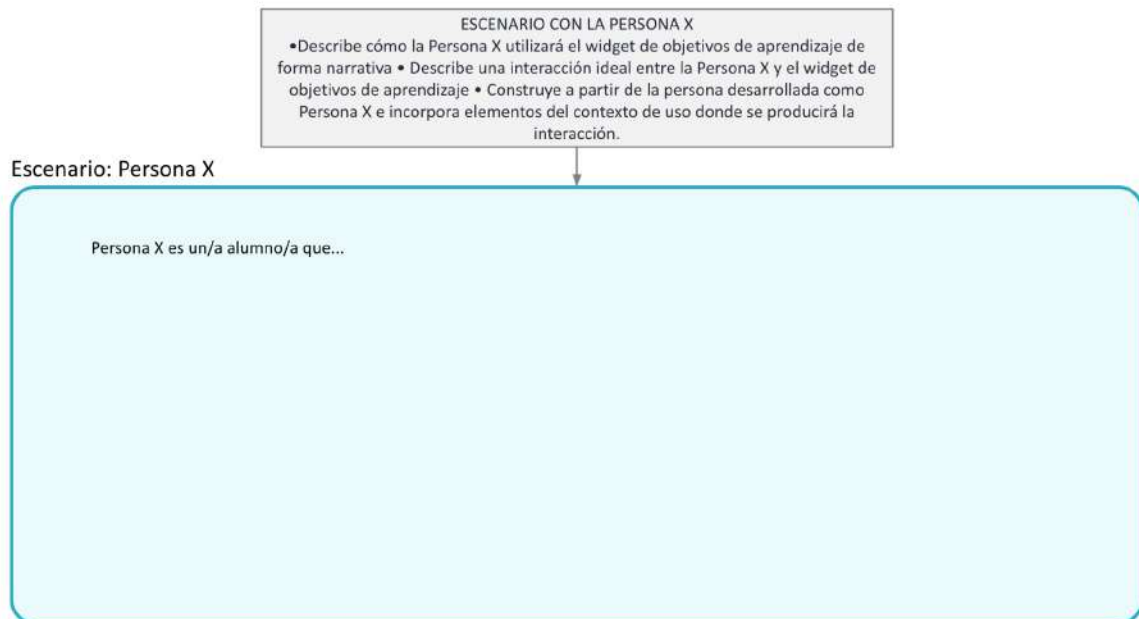 ESCENARIO CON LA PERSONA X
•Describe cómo la Persona X utilizará el widget de objetivos de aprendizaje de
forma narrativa • Describe una interacción ideal entre la Persona X y el widget de
objetivos de aprendizaje • Construye a partir de la persona desarrollada como
Persona X e incorpora elementos del contexto de uso donde se producirá la
interacción.
Escenario: Persona X
Persona X es un/a alumno/a que...